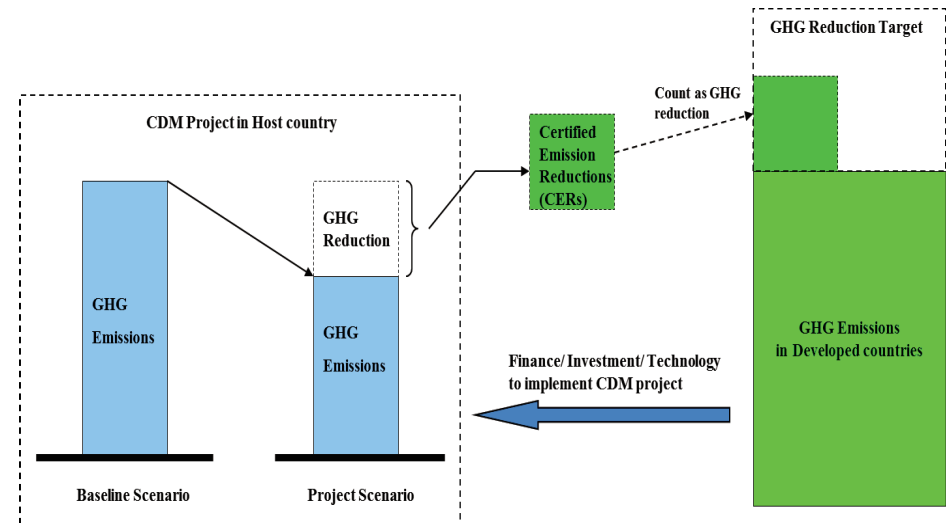 GHG Reduction Target
Count as GHG
reduction
CDM Project in Host country
Certified
Emission
Reductions
(CERs)
GHG
Reduction
GHG
Emissions
GHG
Emissions
GHG Emissions
in Developed countries
Finance/ Investment/ Technology
to implement CDM project
Baseline Scenario
Project Scenario